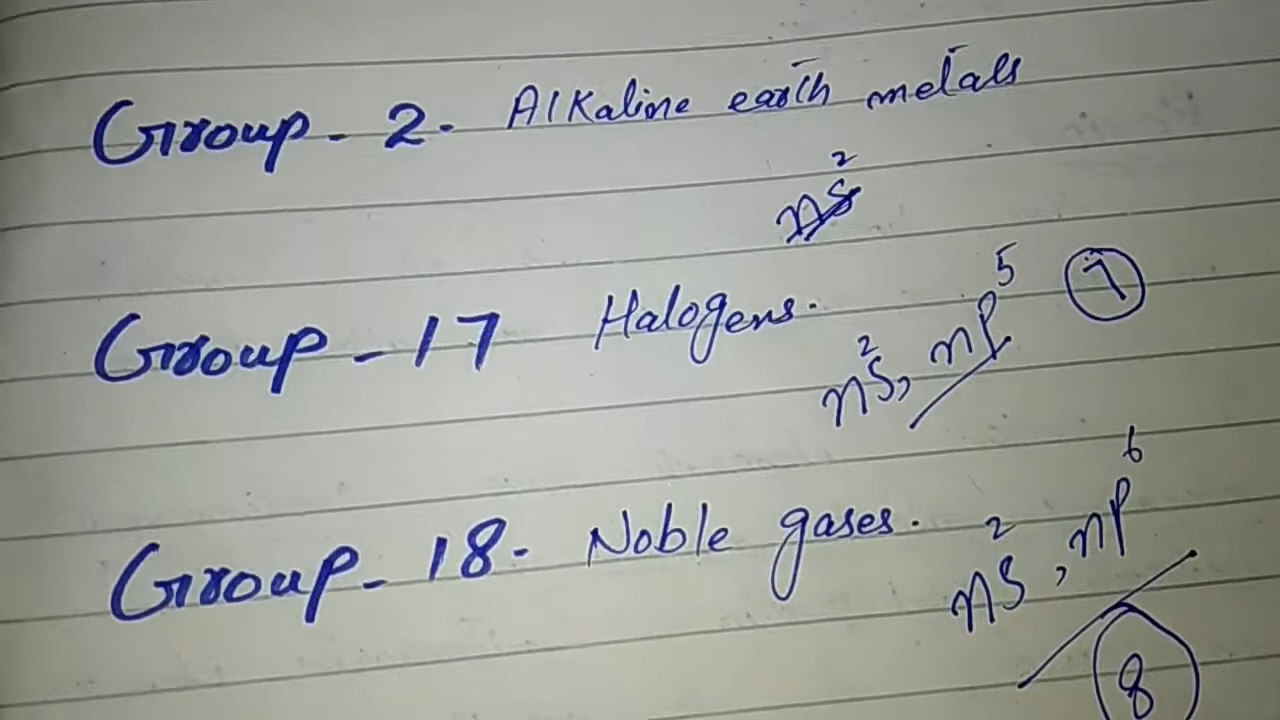 Group - 2. Alkaline earth metals
ns²
Group - 17 Halogens.
ns², np⁵ 7
Group - 18. Noble gases.
ns², np⁶
8